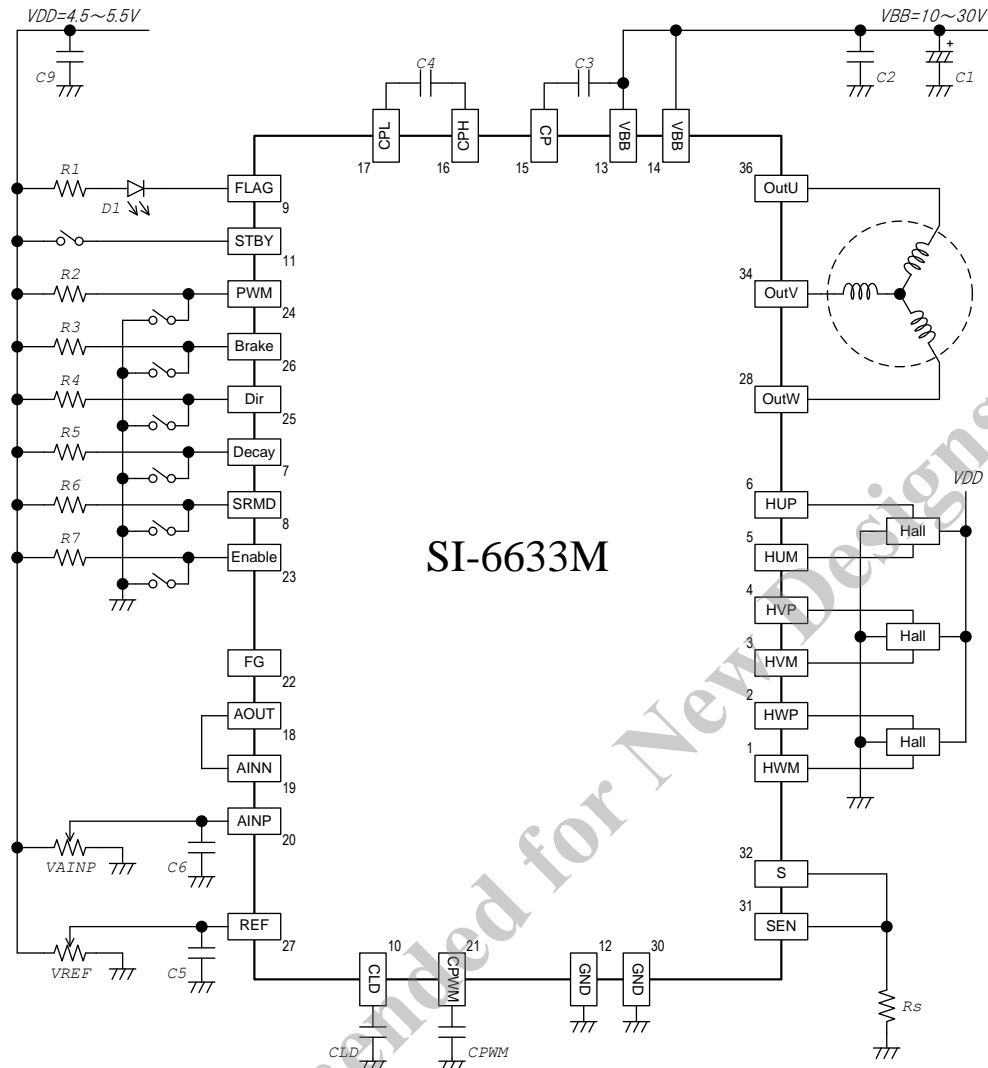 VDD=4.5~5.5V
VBB=10~30V
C9
C4
C3
C2
+
C1
CPL
CPH
CP
VBB
VBB
17
16
15
13
14
R1
D1
FLAG
9
STBY
11
R2
PWM
24
R3
Brake
26
R4
Dir
25
R5
Decay
7
R6
SRMD
8
R7
Enable
23
FG
22
AOUT
18
AINN
19
AINP
20
VAINP
C6
REF
27
VREF
C5
SI-6633M
36
OutU
34
OutV
28
OutW
VDD
6
HUP
Hall
5
HUM
4
HVP
Hall
3
HVM
2
HWP
Hall
1
HWM
32
S
31
SEN
Rs
10
CLD
CLD
21
CPWM
CPWM
12
GND
30
GND
ended for New Designs